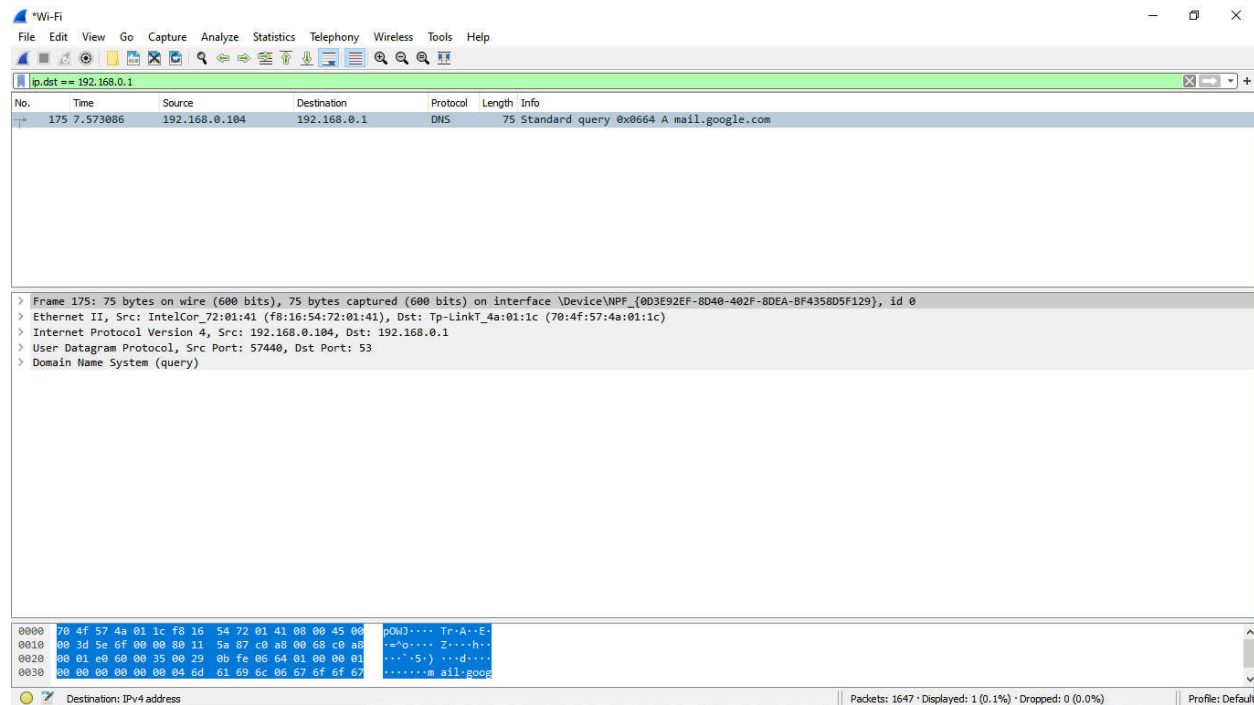 *Wi-Fi
File Edit View Go Capture Analyze Statistics Telephony Wireless Tools Help
ip.dst == 192.168.0.1
No. Time Source Destination Protocol Length Info
175 7.573086 192.168.0.104 192.168.0.1 DNS 75 Standard query 0x0664 A mail.google.com
> Frame 175: 75 bytes on wire (600 bits), 75 bytes captured (600 bits) on interface \Device\NPF_{0D3E92EF-8D40-402F-8DEA-BF4358D5F129}, id 0
> Ethernet II, Src: IntelCor_72:01:41 (f8:16:54:72:01:41), Dst: Tp-LinkT_4a:01:1c (70:4f:57:4a:01:1c)
> Internet Protocol Version 4, Src: 192.168.0.104, Dst: 192.168.0.1
> User Datagram Protocol, Src Port: 57440, Dst Port: 53
> Domain Name System (query)
0000 70 4f 57 4a 01 1c f8 16 54 72 01 41 08 00 45 00 pOWJ···· Tr·A··E·
0010 00 3d 5e 6f 00 00 80 11 5a 87 c0 a8 00 68 c0 a8 ·=^o···· Z····h··
0020 00 01 e0 60 00 35 00 29 0b fe 06 64 01 00 00 01 ···`·5·) ···d····
0030 00 00 00 00 00 00 04 6d 61 69 6c 06 67 6f 6f 67 ·······m ail·goog
Destination: IPv4 address Packets: 1647 · Displayed: 1 (0.1%) · Dropped: 0 (0.0%) Profile: Default